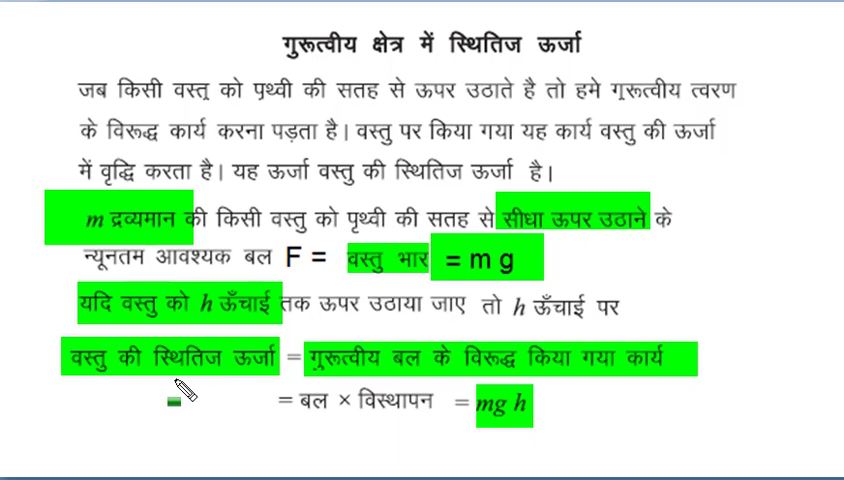 गुरूत्वीय क्षेत्र में स्थितिज ऊर्जा
जब किसी वस्तु को पृथ्वी की सतह से ऊपर उठाते है तो हमे गुरूत्वीय त्वरण
के विरूद्ध कार्य करना पड़ता है। वस्तु पर किया गया यह कार्य वस्तु की ऊर्जा
में वृद्धि करता है। यह ऊर्जा वस्तु की स्थितिज ऊर्जा है।
m द्रव्यमान की किसी वस्तु को पृथ्वी की सतह से सीधा ऊपर उठाने के
न्यूनतम आवश्यक बल F = वस्तु भार = m g
यदि वस्तु को h ऊँचाई तक ऊपर उठाया जाए तो h ऊँचाई पर
वस्तु की स्थितिज ऊर्जा = गुरूत्वीय बल के विरूद्ध किया गया कार्य
= बल × विस्थापन = mg h